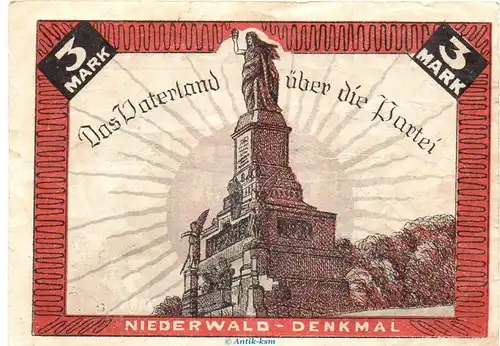 3 MARK
3 MARK
Das Vaterland über die Partei
NIEDERWALD - DENKMAL
© Antik-ksm